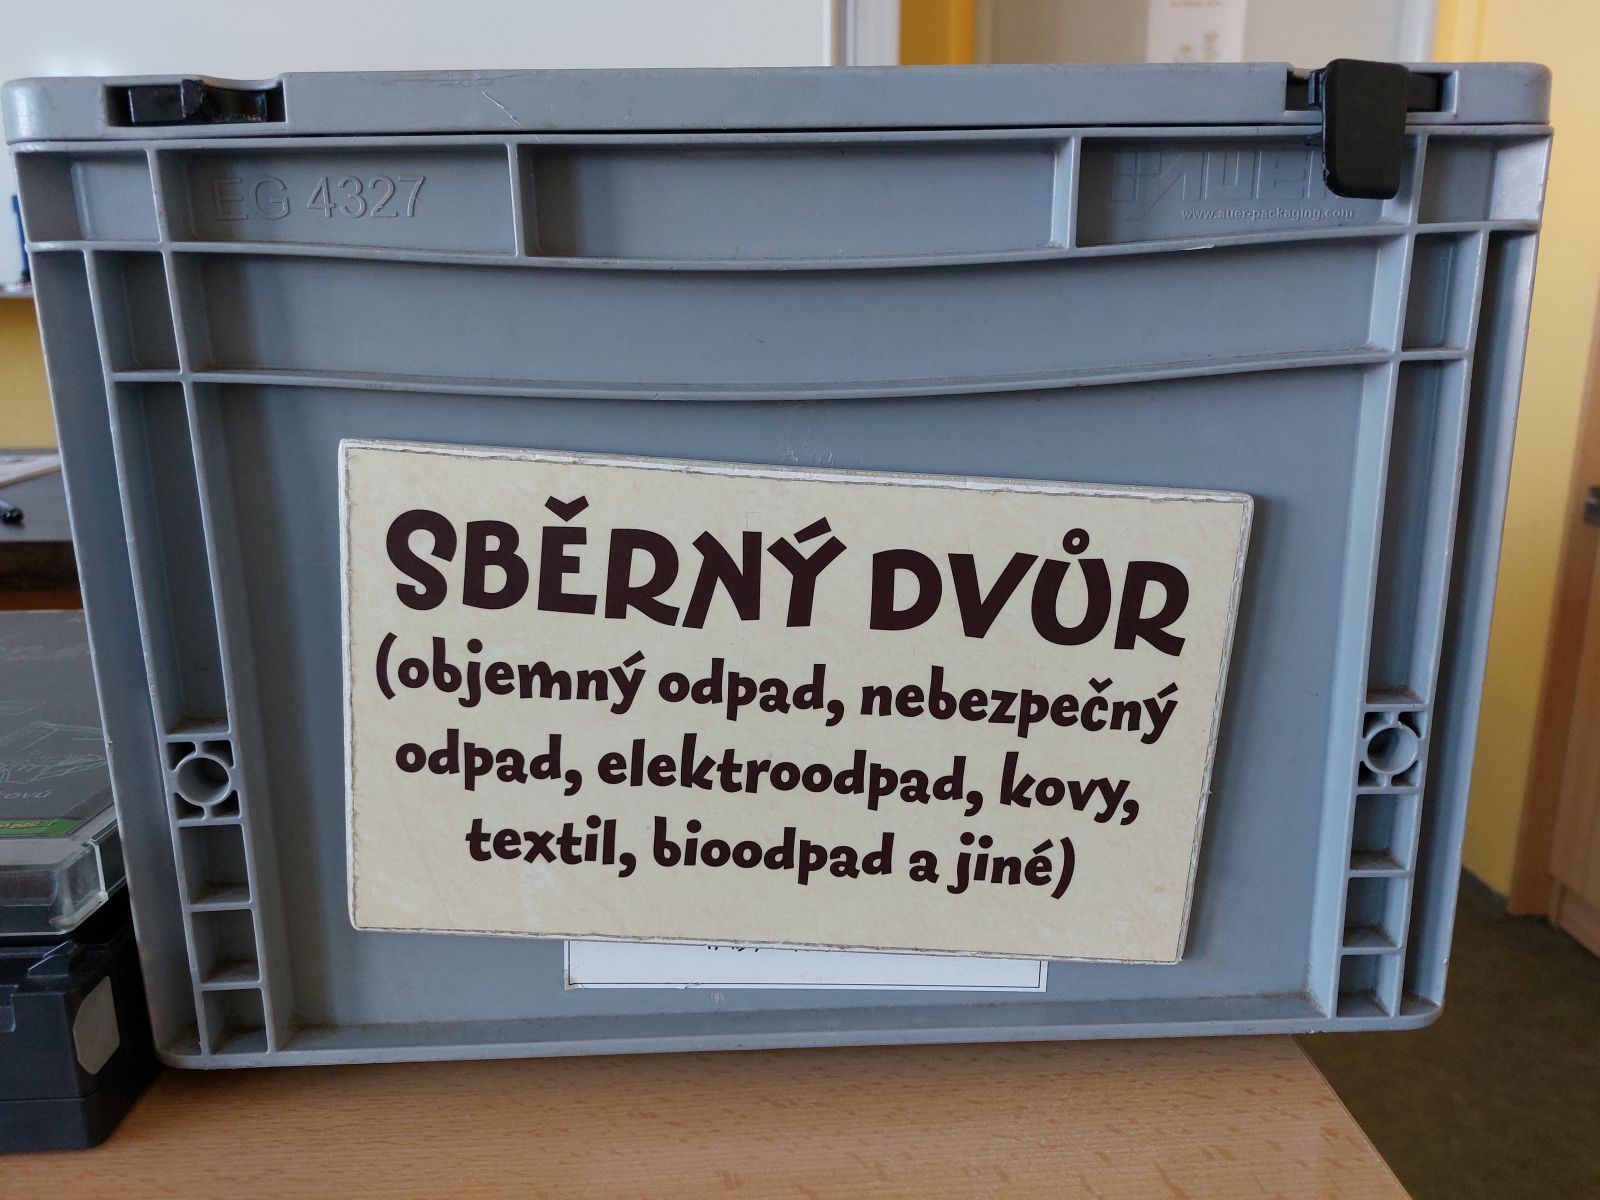 EG 4327
www.auer-packaging.com
SBĚRNÝ DVŮR
(objemný odpad, nebezpečný
odpad, elektroodpad, kovy,
textil, bioodpad a jiné)